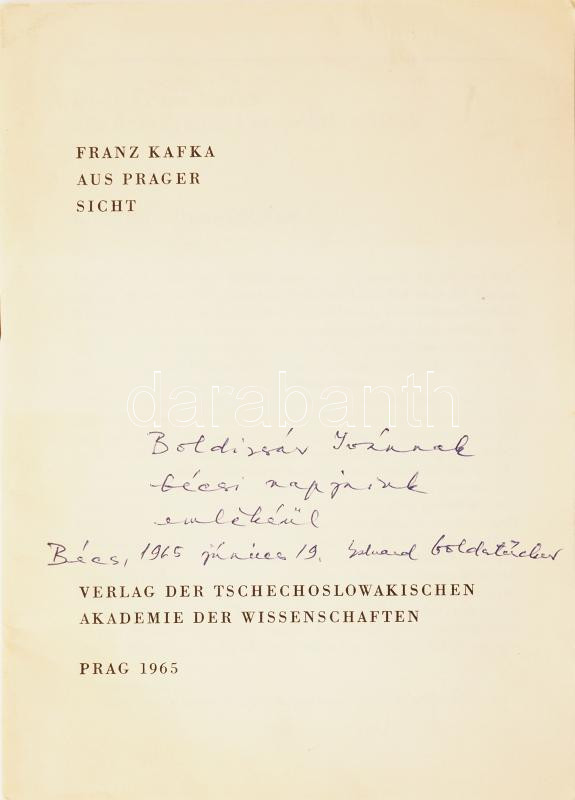 FRANZ KAFKA
AUS PRAGER
SICHT
darabanth
Boldizsár Ivánnak
bécsi napjaink
emlékéül
Bécs, 1965 június 19. Eduard Goldstücker
VERLAG DER TSCHECHOSLOWAKISCHEN
AKADEMIE DER WISSENSCHAFTEN
PRAG 1965